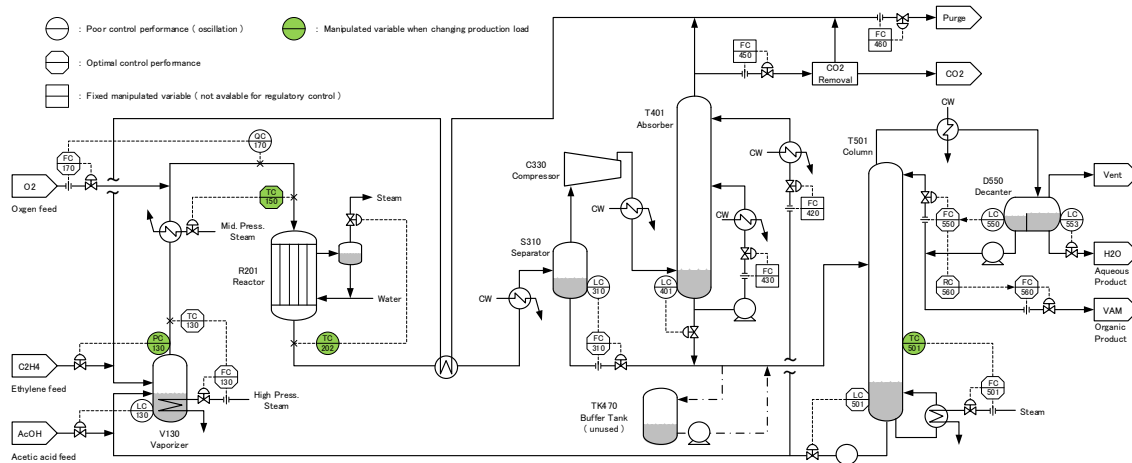 : Poor control performance ( oscillation )
: Manipulated variable when changing production load
: Optimal control performance
: Fixed manipulated variable ( not avalable for regulatory control )
FC
460
Purge
FC
450
CO2
Removal
CO2
QC
170
FC
170
O2
Oxgen feed
TC
150
Mid. Press.
Steam
Steam
R201
Reactor
Water
TC
202
TC
130
PC
130
C2H4
Ethylene feed
FC
130
High Press.
Steam
LC
130
V130
Vaporizer
AcOH
Acetic acid feed
C330
Compressor
CW
S310
Separator
CW
LC
310
FC
310
T401
Absorber
CW
FC
420
CW
FC
430
LC
401
TK470
Buffer Tank
( unused )
CW
T501
Column
D550
Decanter
Vent
FC
550
LC
550
LC
553
H2O
Aqueous
Product
RC
560
FC
560
VAM
Organic
Product
TC
501
FC
501
LC
501
Steam